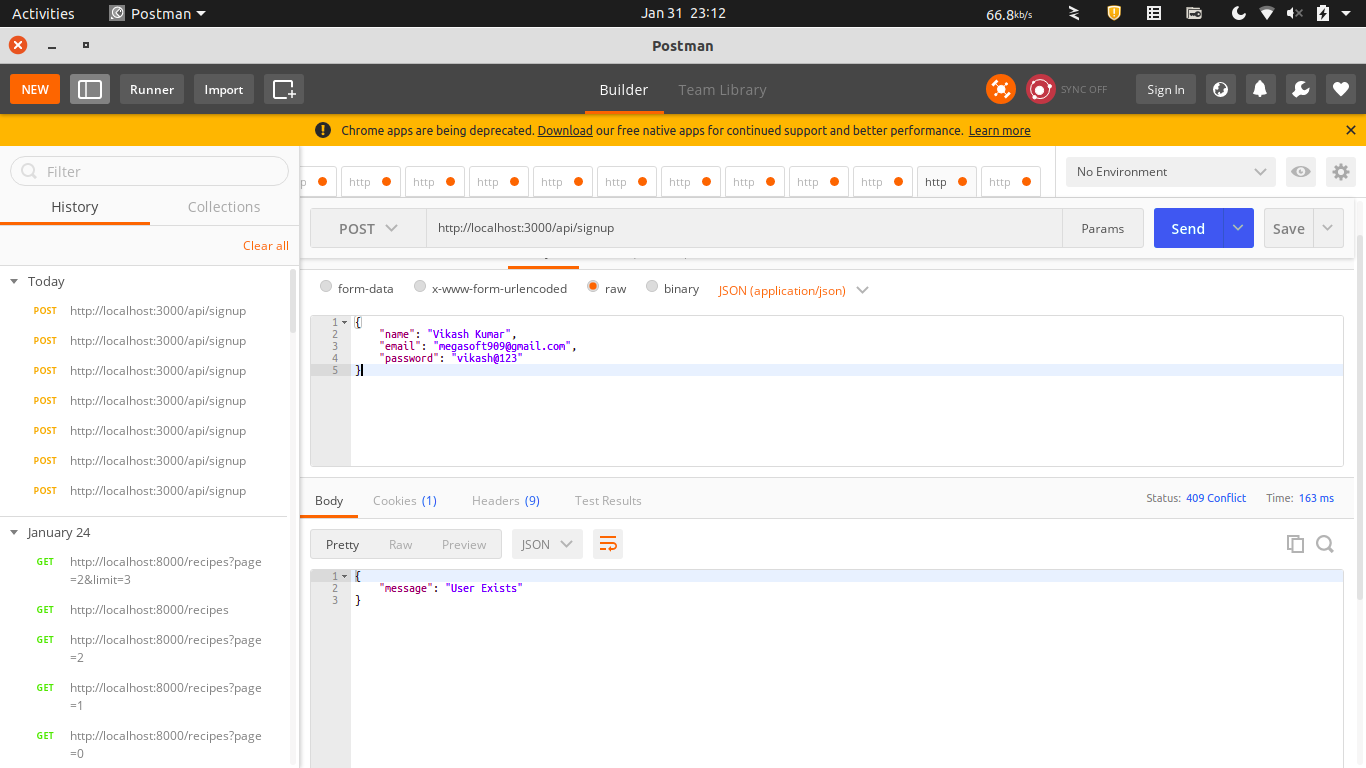 Activities Postman Jan 31 23:12 66.8kb/s
Postman
NEW Runner Import Builder Team Library SYNC OFF Sign In
Chrome apps are being deprecated. Download our free native apps for continued support and better performance. Learn more
Filter
p http http http http http http http http http http http
No Environment
History Collections
Clear all
POST http://localhost:3000/api/signup Params Send Save
form-data x-www-form-urlencoded raw binary JSON (application/json)
Today
POST http://localhost:3000/api/signup
POST http://localhost:3000/api/signup
POST http://localhost:3000/api/signup
POST http://localhost:3000/api/signup
POST http://localhost:3000/api/signup
POST http://localhost:3000/api/signup
POST http://localhost:3000/api/signup
January 24
GET http://localhost:8000/recipes?page
=2&limit=3
GET http://localhost:8000/recipes
GET http://localhost:8000/recipes?page
=2
GET http://localhost:8000/recipes?page
=1
GET http://localhost:8000/recipes?page
=0
1 {
2 "name": "Vikash Kumar",
3 "email": "megasoft909@gmail.com",
4 "password": "vikash@123"
5 }
Body Cookies (1) Headers (9) Test Results Status: 409 Conflict Time: 163 ms
Pretty Raw Preview JSON
1 {
2 "message": "User Exists"
3 }